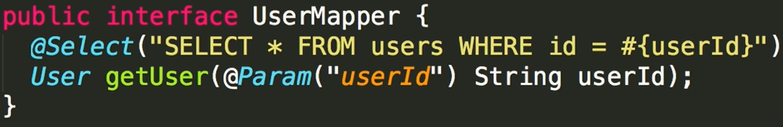 public interface UserMapper {
  @Select("SELECT * FROM users WHERE id = #{userId}")
  User getUser(@Param("userId") String userId);
}